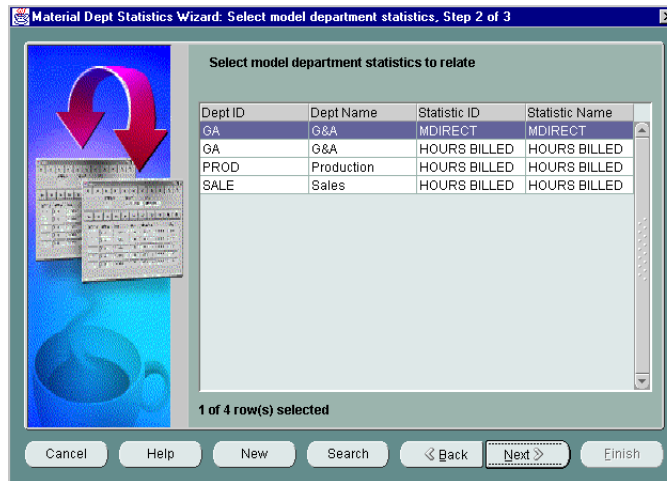 Material Dept Statistics Wizard: Select model department statistics, Step 2 of 3
Select model department statistics to relate
Dept ID Dept Name Statistic ID Statistic Name
GA G&A MDIRECT MDIRECT
GA G&A HOURS BILLED HOURS BILLED
PROD Production HOURS BILLED HOURS BILLED
SALE Sales HOURS BILLED HOURS BILLED
1 of 4 row(s) selected
Cancel Help New Search Back Next Finish